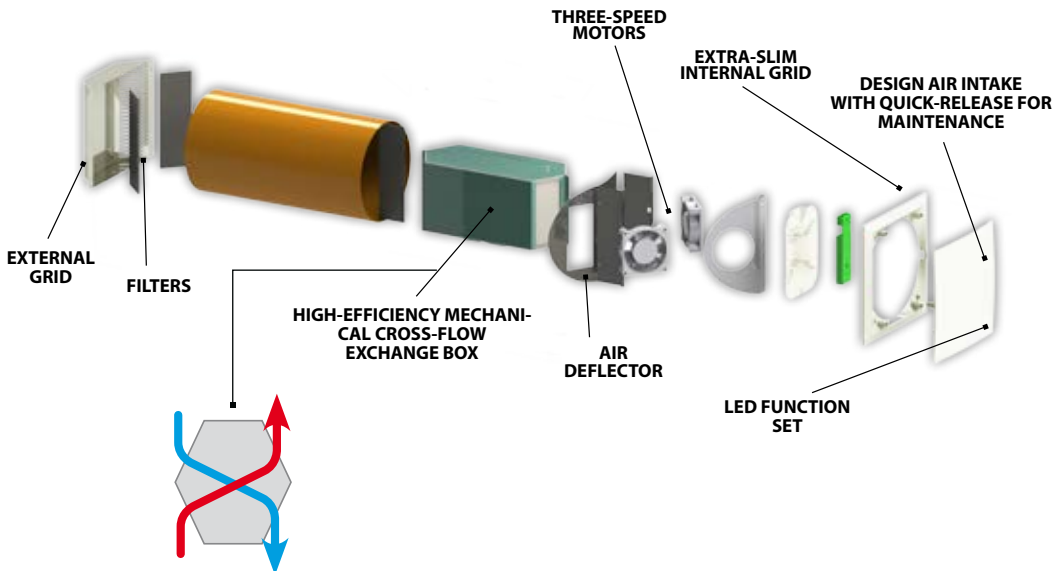 THREE-SPEED
MOTORS
EXTRA-SLIM
INTERNAL GRID
DESIGN AIR INTAKE
WITH QUICK-RELEASE FOR
MAINTENANCE
EXTERNAL
GRID
FILTERS
HIGH-EFFICIENCY MECHANI-
CAL CROSS-FLOW
EXCHANGE BOX
AIR
DEFLECTOR
LED FUNCTION
SET